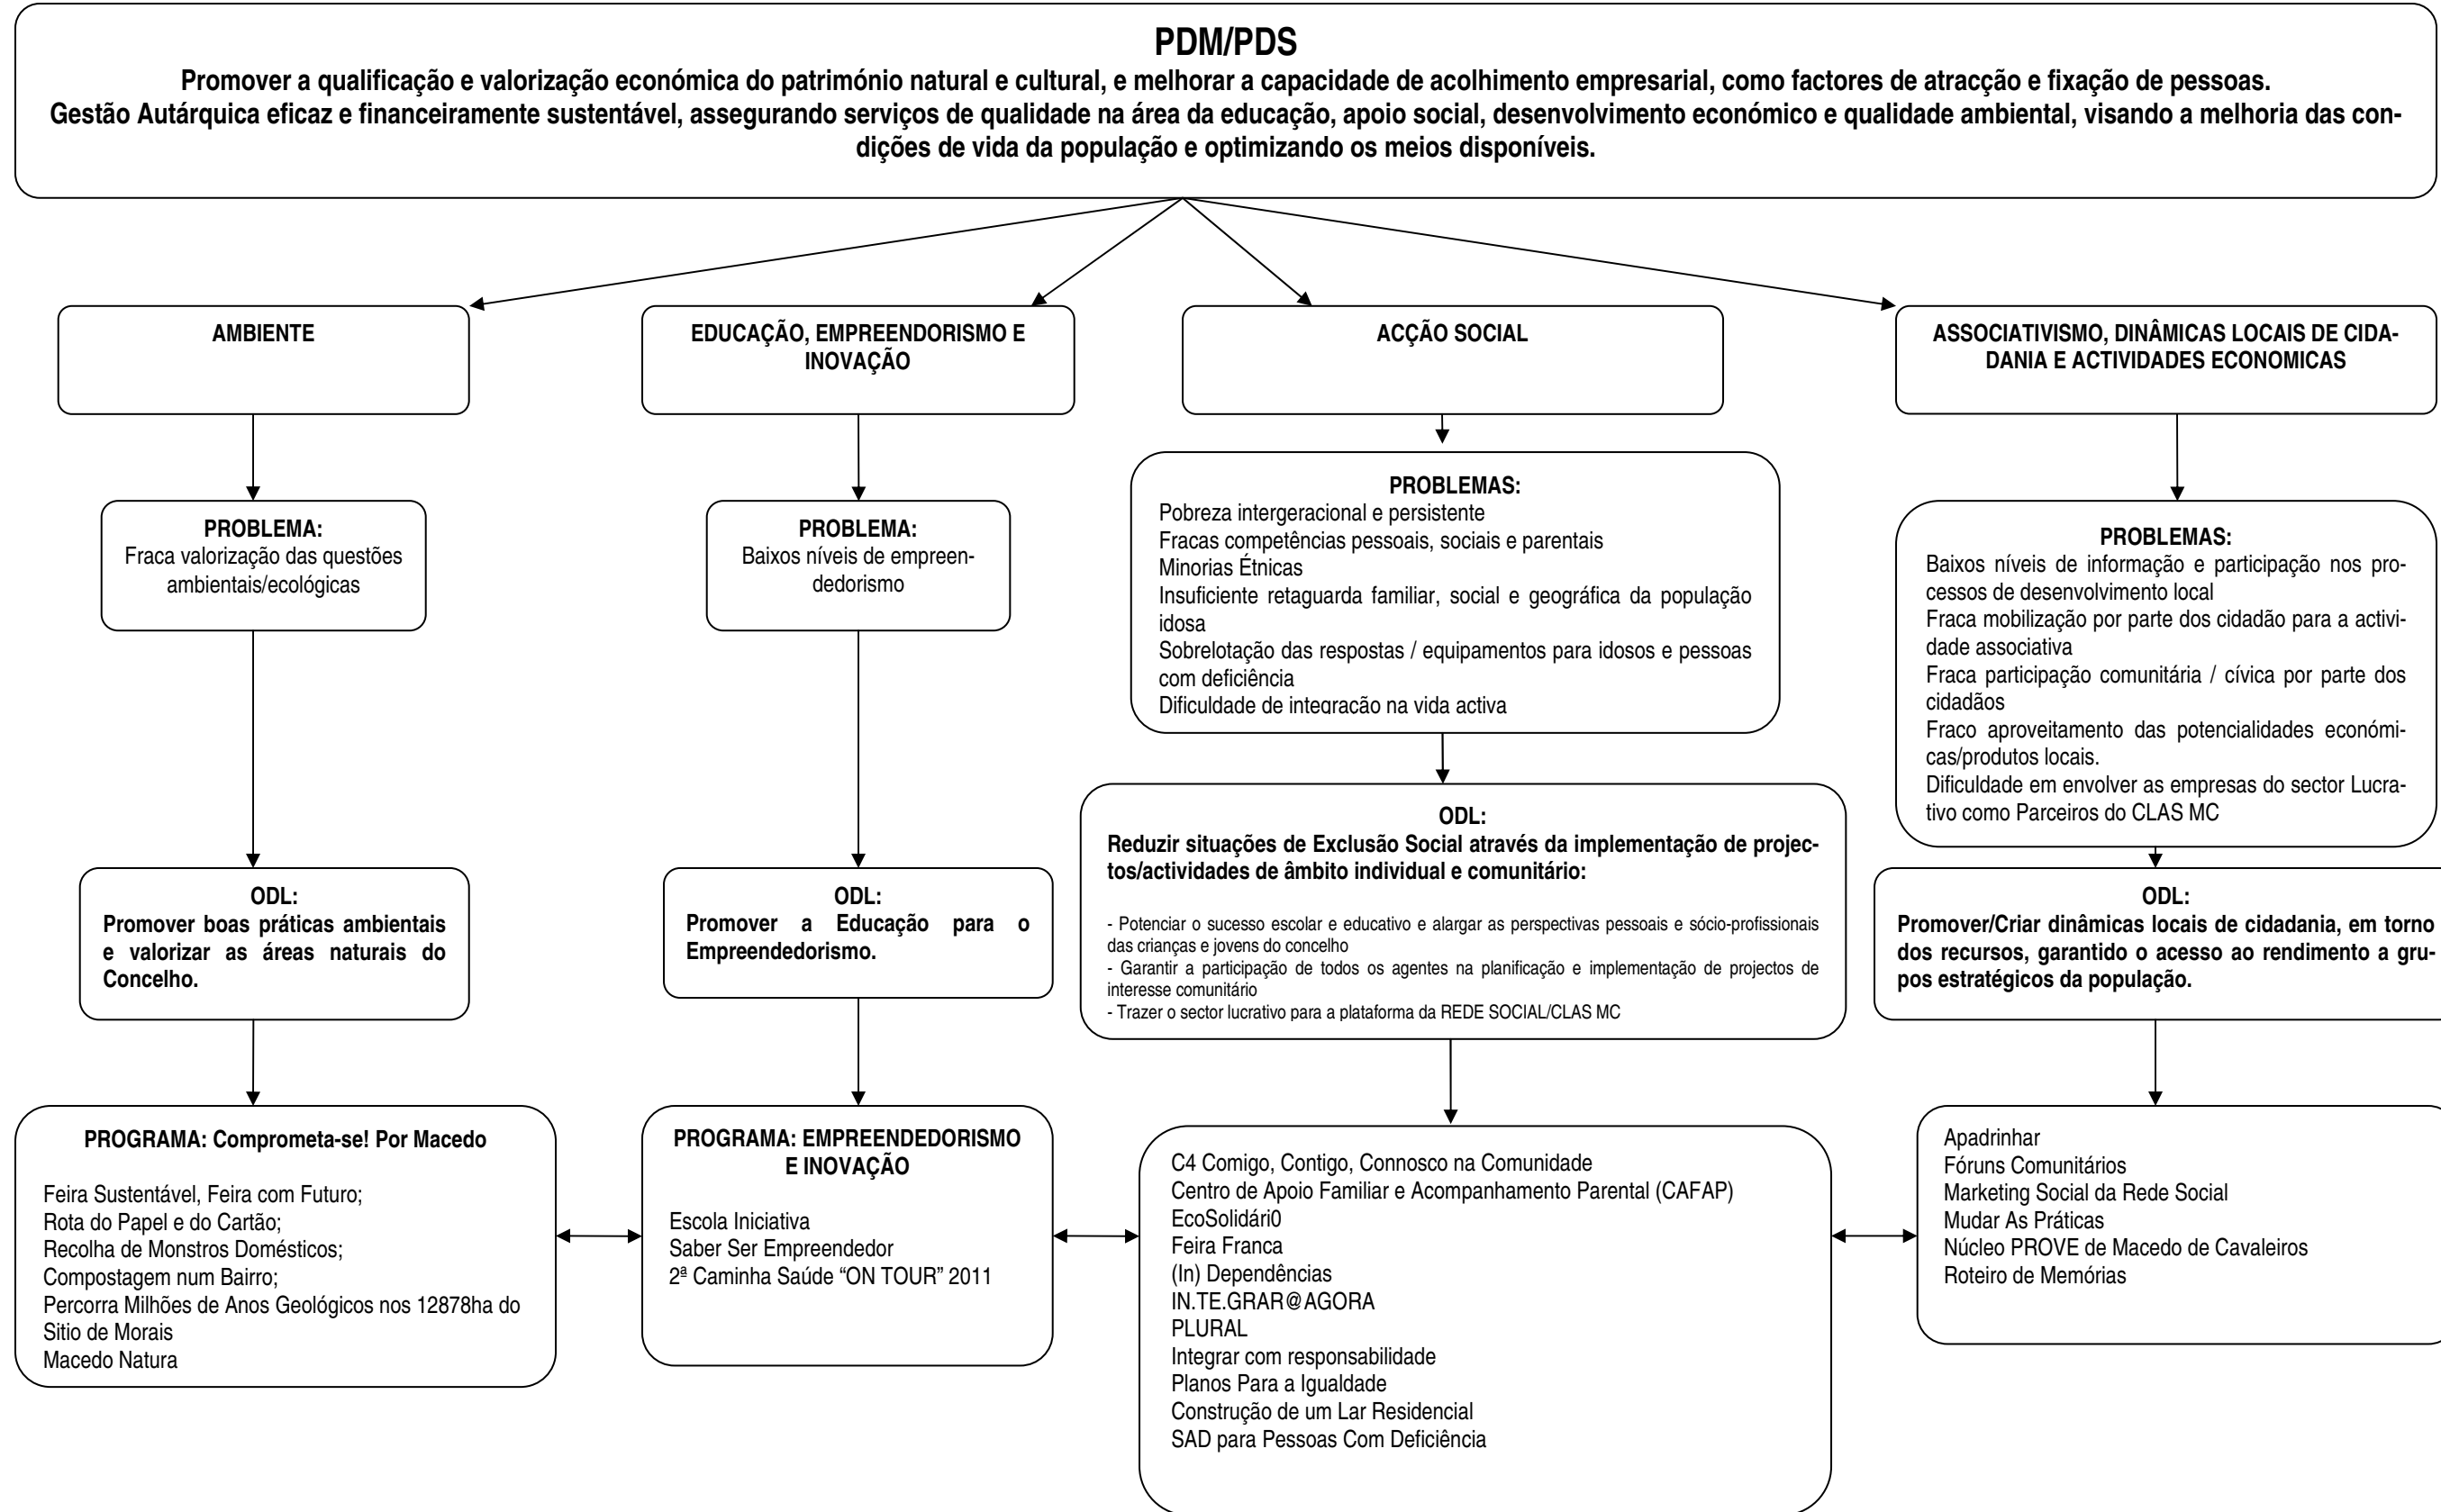 PDM/PDS
Promover a qualificação e valorização económica do património natural e cultural, e melhorar a capacidade de acolhimento empresarial, como factores de atracção e fixação de pessoas.
Gestão Autárquica eficaz e financeiramente sustentável, assegurando serviços de qualidade na área da educação, apoio social, desenvolvimento económico e qualidade ambiental, visando a melhoria das con-
dições de vida da população e optimizando os meios disponíveis.
AMBIENTE
EDUCAÇÃO, EMPREENDORISMO E
INOVAÇÃO
ACÇÃO SOCIAL
ASSOCIATIVISMO, DINÂMICAS LOCAIS DE CIDA-
DANIA E ACTIVIDADES ECONOMICAS
PROBLEMA:
Fraca valorização das questões
ambientais/ecológicas
PROBLEMA:
Baixos níveis de empreen-
dedorismo
PROBLEMAS:
Pobreza intergeracional e persistente
Fracas competências pessoais, sociais e parentais
Minorias Étnicas
Insuficiente retaguarda familiar, social e geográfica da população
idosa
Sobrelotação das respostas / equipamentos para idosos e pessoas
com deficiência
Dificuldade de integração na vida activa
PROBLEMAS:
Baixos níveis de informação e participação nos pro-
cessos de desenvolvimento local
Fraca mobilização por parte dos cidadão para a activi-
dade associativa
Fraca participação comunitária / cívica por parte dos
cidadãos
Fraco aproveitamento das potencialidades económi-
cas/produtos locais.
Dificuldade em envolver as empresas do sector Lucra-
tivo como Parceiros do CLAS MC
ODL:
Promover boas práticas ambientais
e valorizar as áreas naturais do
Concelho.
ODL:
Promover a Educação para o
Empreendedorismo.
ODL:
Reduzir situações de Exclusão Social através da implementação de projec-
tos/actividades de âmbito individual e comunitário:
- Potenciar o sucesso escolar e educativo e alargar as perspectivas pessoais e sócio-profissionais
das crianças e jovens do concelho
- Garantir a participação de todos os agentes na planificação e implementação de projectos de
interesse comunitário
- Trazer o sector lucrativo para a plataforma da REDE SOCIAL/CLAS MC
ODL:
Promover/Criar dinâmicas locais de cidadania, em torno
dos recursos, garantido o acesso ao rendimento a gru-
pos estratégicos da população.
PROGRAMA: Comprometa-se! Por Macedo
Feira Sustentável, Feira com Futuro;
Rota do Papel e do Cartão;
Recolha de Monstros Domésticos;
Compostagem num Bairro;
Percorra Milhões de Anos Geológicos nos 12878ha do
Sitio de Morais
Macedo Natura
PROGRAMA: EMPREENDEDORISMO
E INOVAÇÃO
Escola Iniciativa
Saber Ser Empreendedor
2ª Caminha Saúde “ON TOUR” 2011
C4 Comigo, Contigo, Connosco na Comunidade
Centro de Apoio Familiar e Acompanhamento Parental (CAFAP)
EcoSolidári0
Feira Franca
(In) Dependências
IN.TE.GRAR@AGORA
PLURAL
Integrar com responsabilidade
Planos Para a Igualdade
Construção de um Lar Residencial
SAD para Pessoas Com Deficiência
Apadrinhar
Fóruns Comunitários
Marketing Social da Rede Social
Mudar As Práticas
Núcleo PROVE de Macedo de Cavaleiros
Roteiro de Memórias